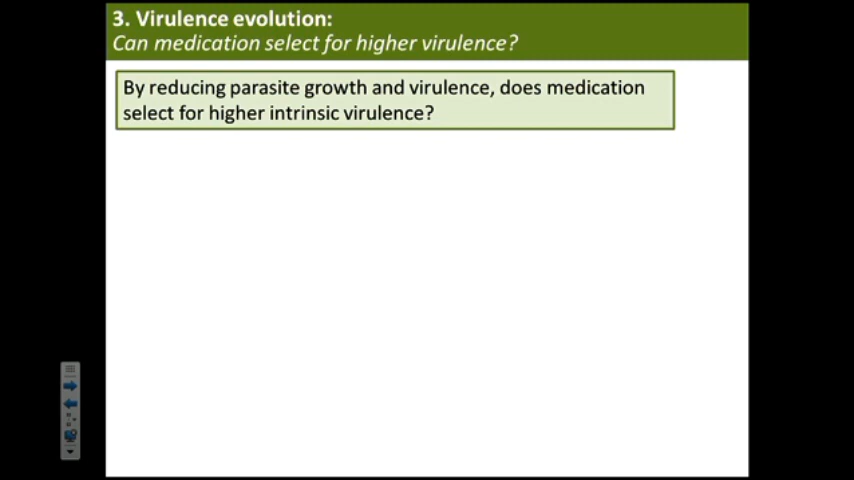 3. Virulence evolution:
Can medication select for higher virulence?
By reducing parasite growth and virulence, does medication
select for higher intrinsic virulence?